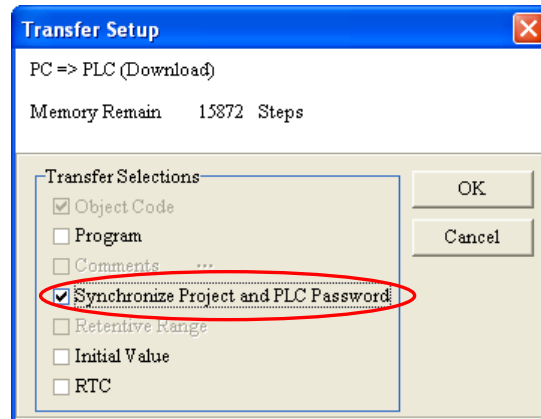 Transfer Setup
PC => PLC (Download)
Memory Remain 15872 Steps
Transfer Selections
Object Code
OK
Program
Cancel
Comments ...
Synchronize Project and PLC Password
Retentive Range
Initial Value
RTC